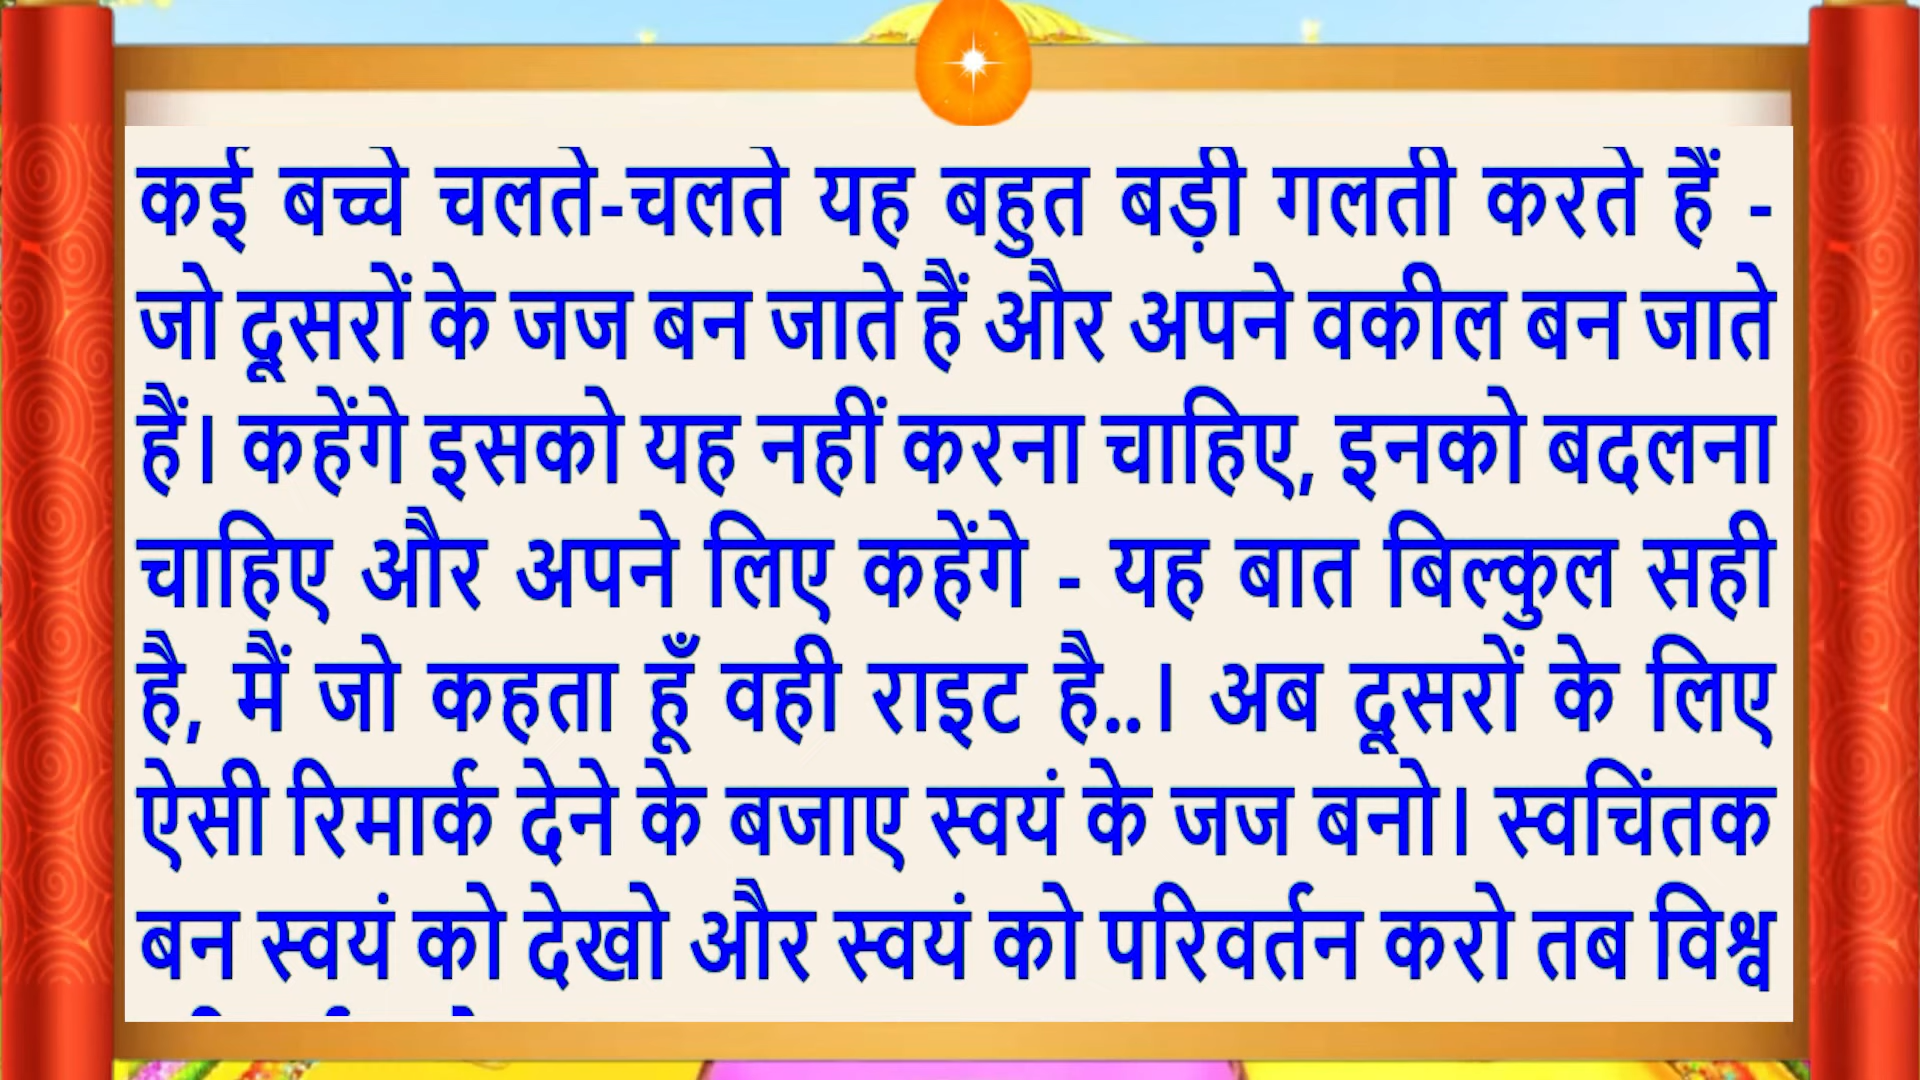 कई बच्चे चलते-चलते यह बहुत बड़ी गलती करते हैं -
जो दूसरों के जज बन जाते हैं और अपने वकील बन जाते
हैं। कहेंगे इसको यह नहीं करना चाहिए, इनको बदलना
चाहिए और अपने लिए कहेंगे - यह बात बिल्कुल सही
है, मैं जो कहता हूँ वही राइट है..। अब दूसरों के लिए
ऐसी रिमार्क देने के बजाए स्वयं के जज बनो। स्वचिंतक
बन स्वयं को देखो और स्वयं को परिवर्तन करो तब विश्व